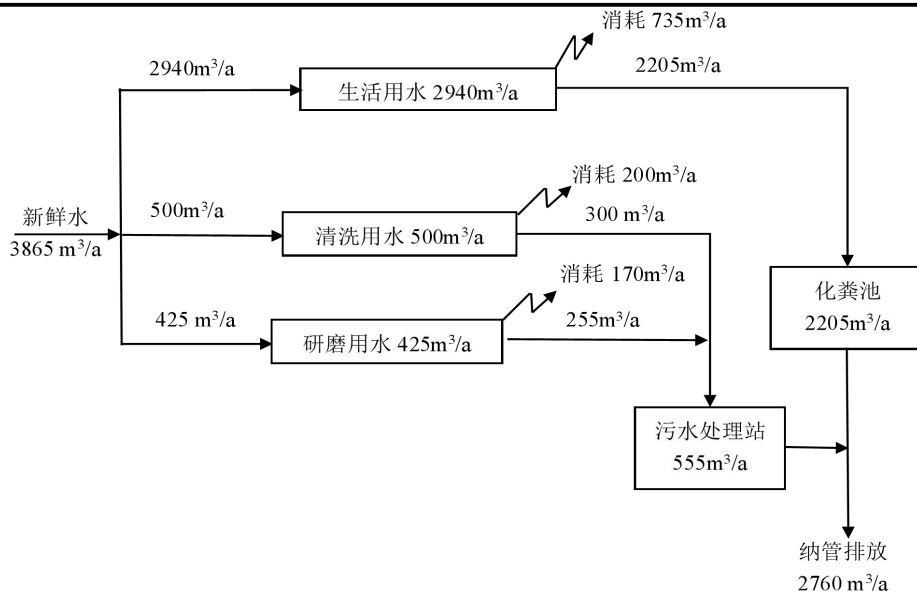 消耗 735m³/a
2940m³/a
2205m³/a
生活用水 2940m³/a
消耗 200m³/a
500m³/a
300 m³/a
新鲜水
3865 m³/a
清洗用水 500m³/a
消耗 170m³/a
425 m³/a
255m³/a
研磨用水 425m³/a
化粪池
2205m³/a
污水处理站
555m³/a
纳管排放
2760 m³/a